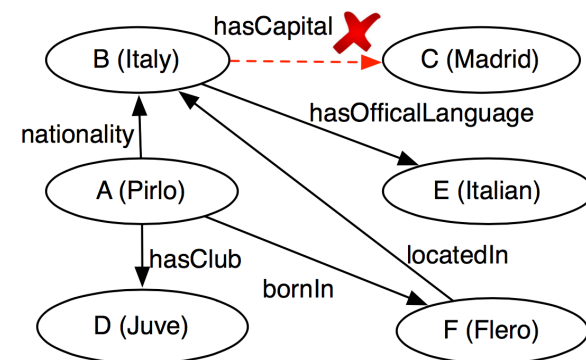 hasCapital
B (Italy)
C (Madrid)
hasOfficalLanguage
nationality
A (Pirlo)
E (Italian)
hasClub
locatedIn
bornIn
D (Juve)
F (Flero)